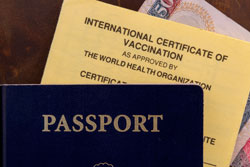 INTERNATIONAL CERTIFICATE OF
VACCINATION
AS APPROVED BY
THE WORLD HEALTH ORGANIZATION
PASSPORT